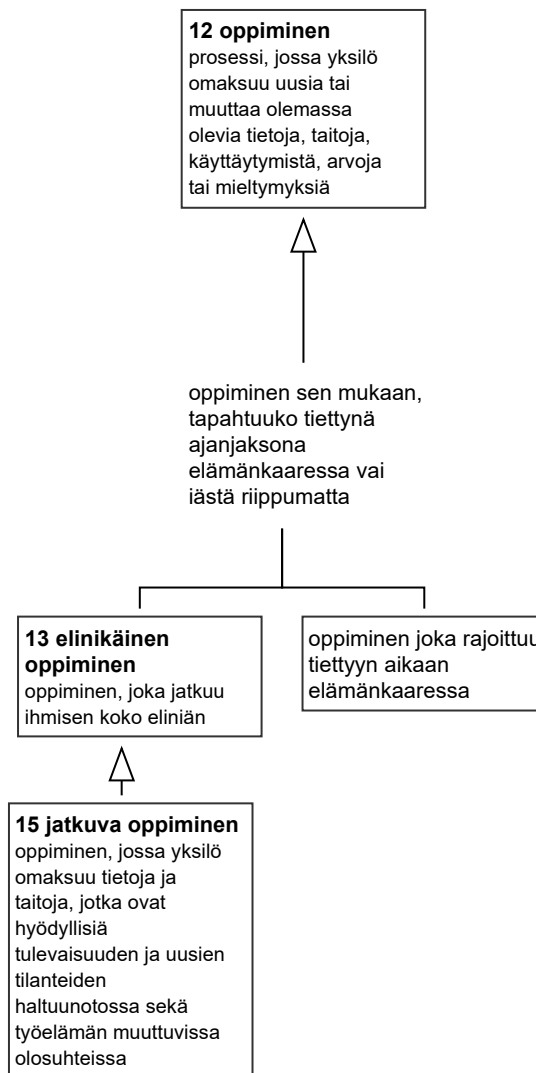 12 oppiminen
prosessi, jossa yksilö
omaksuu uusia tai
muuttaa olemassa
olevia tietoja, taitoja,
käyttäytymistä, arvoja
tai mieltymyksiä
oppiminen sen mukaan,
tapahtuuko tiettynä
ajanjaksona
elämänkaaressa vai
iästä riippumatta
13 elinikäinen
oppiminen
oppiminen, joka jatkuu
ihmisen koko eliniän
oppiminen joka rajoittuu
tiettyyn aikaan
elämänkaaressa
15 jatkuva oppiminen
oppiminen, jossa yksilö
omaksuu tietoja ja
taitoja, jotka ovat
hyödyllisiä
tulevaisuuden ja uusien
tilanteiden
haltuunotossa sekä
työelämän muuttuvissa
olosuhteissa